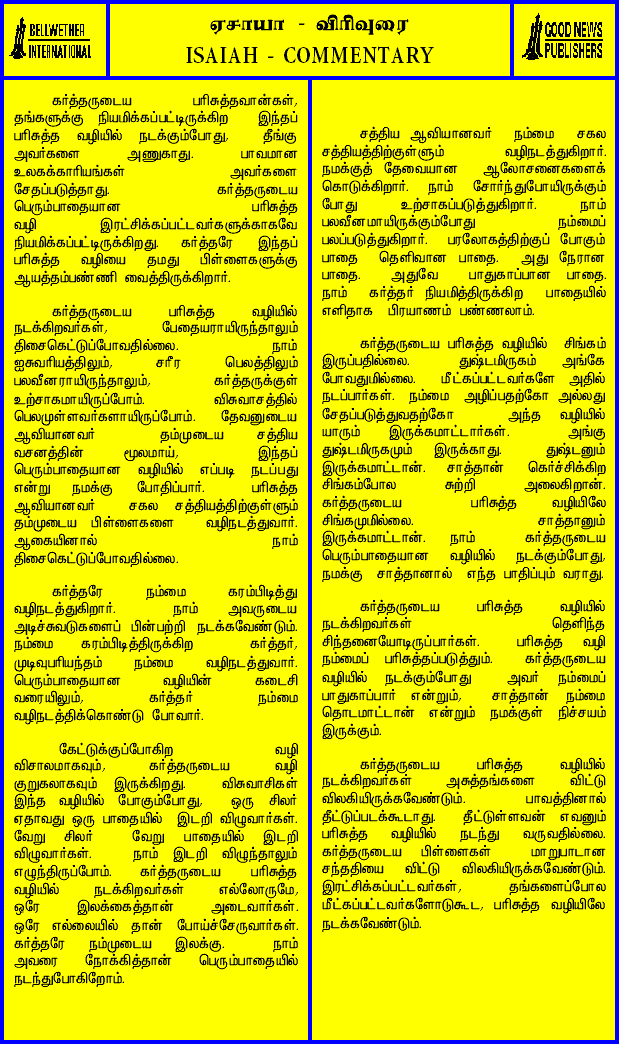 BELLWETHER
INTERNATIONAL
ஏசாயா - விரிவுரை
ISAIAH - COMMENTARY
GOOD NEWS
PUBLISHERS
கர்த்தருடைய பரிசுத்தவான்கள்,
தங்களுக்கு நியமிக்கப்பட்டிருக்கிற இந்தப்
பரிசுத்த வழியில் நடக்கும்போது, தீங்கு
அவர்களை அணுகாது. பாவமான
உலகக்காரியங்கள் அவர்களை
சேதப்படுத்தாது. கர்த்தருடைய
பெரும்பாதையான பரிசுத்த
வழி இரட்சிக்கப்பட்டவர்களுக்காகவே
நியமிக்கப்பட்டிருக்கிறது. கர்த்தரே இந்தப்
பரிசுத்த வழியை தமது பிள்ளைகளுக்கு
ஆயத்தம்பண்ணி வைத்திருக்கிறார்.
கர்த்தருடைய பரிசுத்த வழியில்
நடக்கிறவர்கள், பேதையராயிருந்தாலும்
திசைகெட்டுப்போவதில்லை. நாம்
ஐசுவரியத்திலும், சரீர பெலத்திலும்
பலவீனராயிருந்தாலும், கர்த்தருக்குள்
உற்சாகமாயிருப்போம். விசுவாசத்தில்
பெலமுள்ளவர்களாயிருப்போம். தேவனுடைய
ஆவியானவர் தம்முடைய சத்திய
வசனத்தின் மூலமாய், இந்தப்
பெரும்பாதையான வழியில் எப்படி நடப்பது
என்று நமக்கு போதிப்பார். பரிசுத்த
ஆவியானவர் சகல சத்தியத்திற்குள்ளும்
தம்முடைய பிள்ளைகளை வழிநடத்துவார்.
ஆகையினால் நாம்
திசைகெட்டுப்போவதில்லை.
கர்த்தரே நம்மை கரம்பிடித்து
வழிநடத்துகிறார். நாம் அவருடைய
அடிச்சுவடுகளைப் பின்பற்றி நடக்கவேண்டும்.
நம்மை கரம்பிடித்திருக்கிற கர்த்தர்,
முடிவுபரியந்தம் நம்மை வழிநடத்துவார்.
பெரும்பாதையான வழியின் கடைசி
வரையிலும், கர்த்தர் நம்மை
வழிநடத்திக்கொண்டு போவார்.
கேட்டுக்குப்போகிற வழி
விசாலமாகவும், கர்த்தருடைய வழி
குறுகலாகவும் இருக்கிறது. விசுவாசிகள்
இந்த வழியில் போகும்போது, ஒரு சிலர்
ஏதாவது ஒரு பாதையில் இடறி விழுவார்கள்.
வேறு சிலர் வேறு பாதையில் இடறி
விழுவார்கள். நாம் இடறி விழுந்தாலும்
எழுந்திருப்போம். கர்த்தருடைய பரிசுத்த
வழியில் நடக்கிறவர்கள் எல்லோருமே,
ஒரே இலக்கைத்தான் அடைவார்கள்.
ஒரே எல்லையில் தான் போய்ச்சேருவார்கள்.
கர்த்தரே நம்முடைய இலக்கு. நாம்
அவரை நோக்கித்தான் பெரும்பாதையில்
நடந்துபோகிறோம்.
சத்திய ஆவியானவர் நம்மை சகல
சத்தியத்திற்குள்ளும் வழிநடத்துகிறார்.
நமக்குத் தேவையான ஆலோசனைகளைக்
கொடுக்கிறார். நாம் சோர்ந்துபோயிருக்கும்
போது உற்சாகப்படுத்துகிறார். நாம்
பலவீனமாயிருக்கும்போது நம்மைப்
பலப்படுத்துகிறார். பரலோகத்திற்குப் போகும்
பாதை தெளிவான பாதை. அது நேரான
பாதை. அதுவே பாதுகாப்பான பாதை.
நாம் கர்த்தர் நியமித்திருக்கிற பாதையில்
எளிதாக பிரயாணம் பண்ணலாம்.
கர்த்தருடைய பரிசுத்த வழியில் சிங்கம்
இருப்பதில்லை. துஷ்டமிருகம் அங்கே
போவதுமில்லை. மீட்கப்பட்டவர்களே அதில்
நடப்பார்கள். நம்மை அழிப்பதற்கோ அல்லது
சேதப்படுத்துவதற்கோ அந்த வழியில்
யாரும் இருக்கமாட்டார்கள். அங்கு
துஷ்டமிருகமும் இருக்காது. துஷ்டனும்
இருக்கமாட்டான். சாத்தான் கெர்ச்சிக்கிற
சிங்கம்போல சுற்றி அலைகிறான்.
கர்த்தருடைய பரிசுத்த வழியிலே
சிங்கமுமில்லை. சாத்தானும்
இருக்கமாட்டான். நாம் கர்த்தருடைய
பெரும்பாதையான வழியில் நடக்கும்போது,
நமக்கு சாத்தானால் எந்த பாதிப்பும் வராது.
கர்த்தருடைய பரிசுத்த வழியில்
நடக்கிறவர்கள் தெளிந்த
சிந்தனையோடிருப்பார்கள். பரிசுத்த வழி
நம்மைப் பரிசுத்தப்படுத்தும். கர்த்தருடைய
வழியில் நடக்கும்போது அவர் நம்மைப்
பாதுகாப்பார் என்றும், சாத்தான் நம்மை
தொடமாட்டான் என்றும் நமக்குள் நிச்சயம்
இருக்கும்.
கர்த்தருடைய பரிசுத்த வழியில்
நடக்கிறவர்கள் அசுத்தங்களை விட்டு
விலகியிருக்கவேண்டும். பாவத்தினால்
தீட்டுப்படக்கூடாது. தீட்டுள்ளவன் எவனும்
பரிசுத்த வழியில் நடந்து வருவதில்லை.
கர்த்தருடைய பிள்ளைகள் மாறுபாடான
சந்ததியை விட்டு விலகியிருக்கவேண்டும்.
இரட்சிக்கப்பட்டவர்கள், தங்களைப்போல
மீட்கப்பட்டவர்களோடுகூட, பரிசுத்த வழியிலே
நடக்கவேண்டும்.